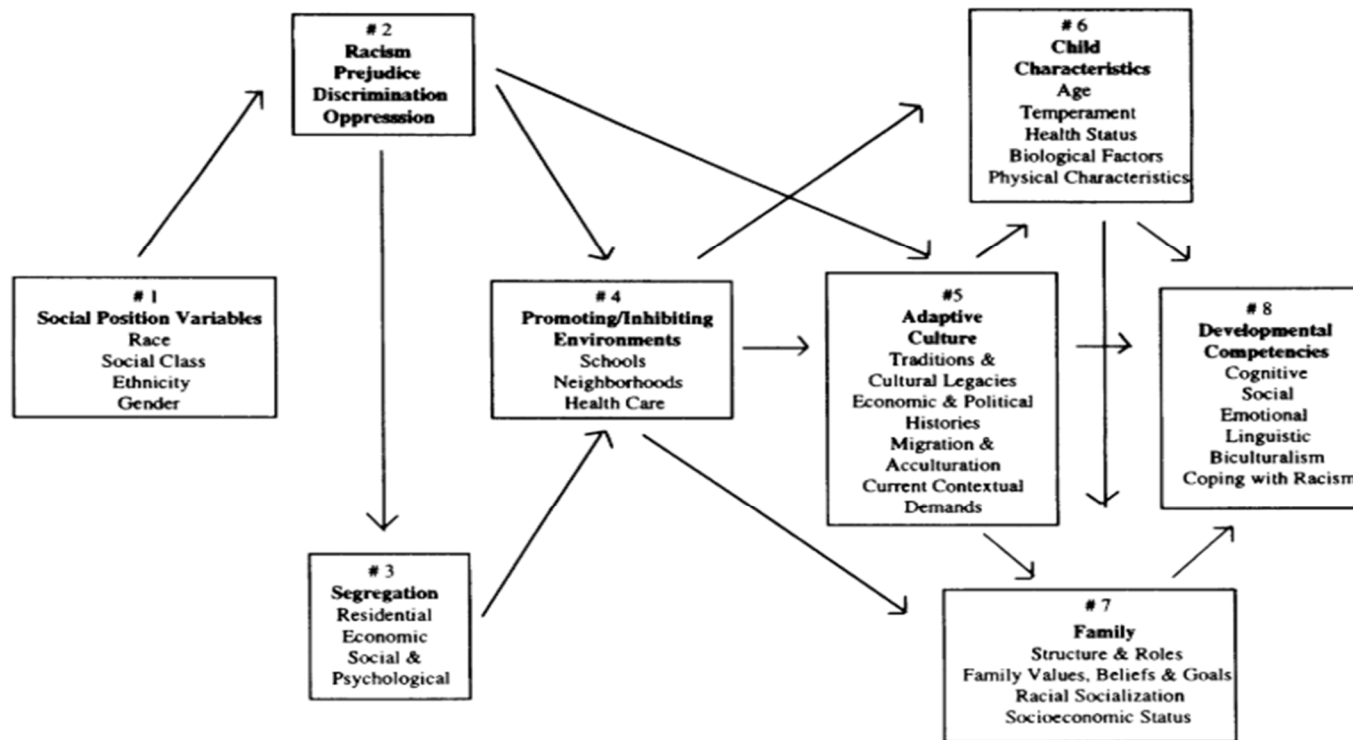 # 1
Social Position Variables
Race
Social Class
Ethnicity
Gender
# 2
Racism
Prejudice
Discrimination
Oppresssion
# 3
Segregation
Residential
Economic
Social &
Psychological
# 4
Promoting/Inhibiting
Environments
Schools
Neighborhoods
Health Care
#5
Adaptive
Culture
Traditions &
Cultural Legacies
Economic & Political
Histories
Migration &
Acculturation
Current Contextual
Demands
# 6
Child
Characteristics
Age
Temperament
Health Status
Biological Factors
Physical Characteristics
# 7
Family
Structure & Roles
Family Values, Beliefs & Goals
Racial Socialization
Socioeconomic Status
# 8
Developmental
Competencies
Cognitive
Social
Emotional
Linguistic
Biculturalism
Coping with Racism